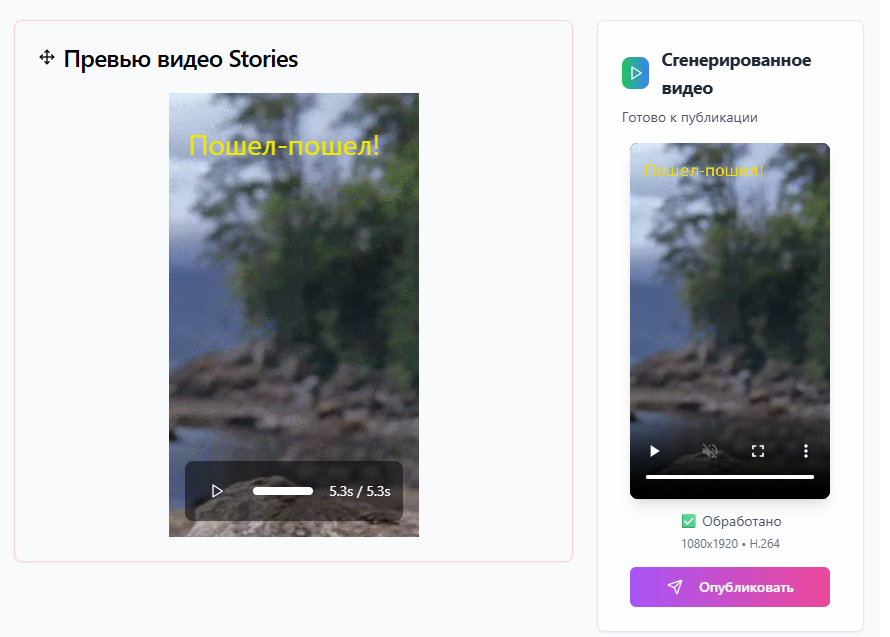 Превью видео Stories
Пошел-пошел!
5.3s / 5.3s
Сгенерированное
видео
Готово к публикации
Пошел-пошел!
✅ Обработано
1080x1920 • H.264
Опубликовать